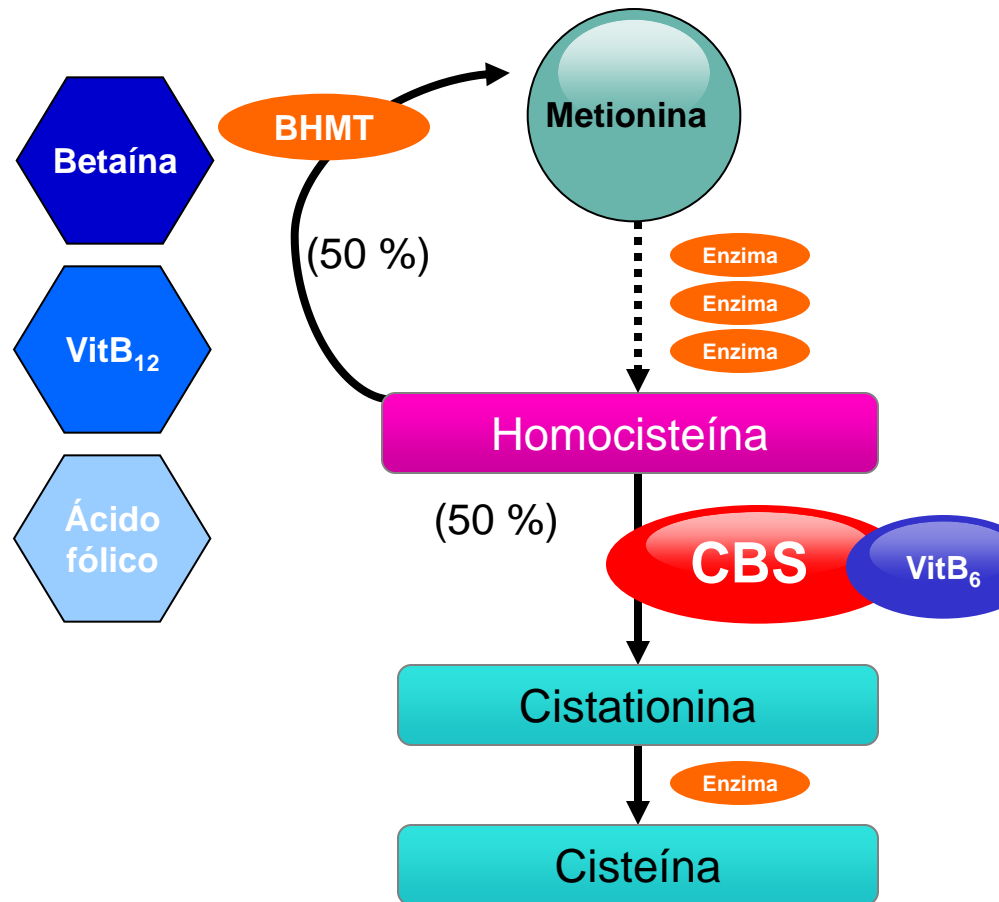 Betaína
BHMT
Metionina
(50 %)
Enzima
Enzima
Enzima
VitB₁₂
Homocisteína
Ácido
fólico
(50 %)
CBS
VitB₆
Cistationina
Enzima
Cisteína